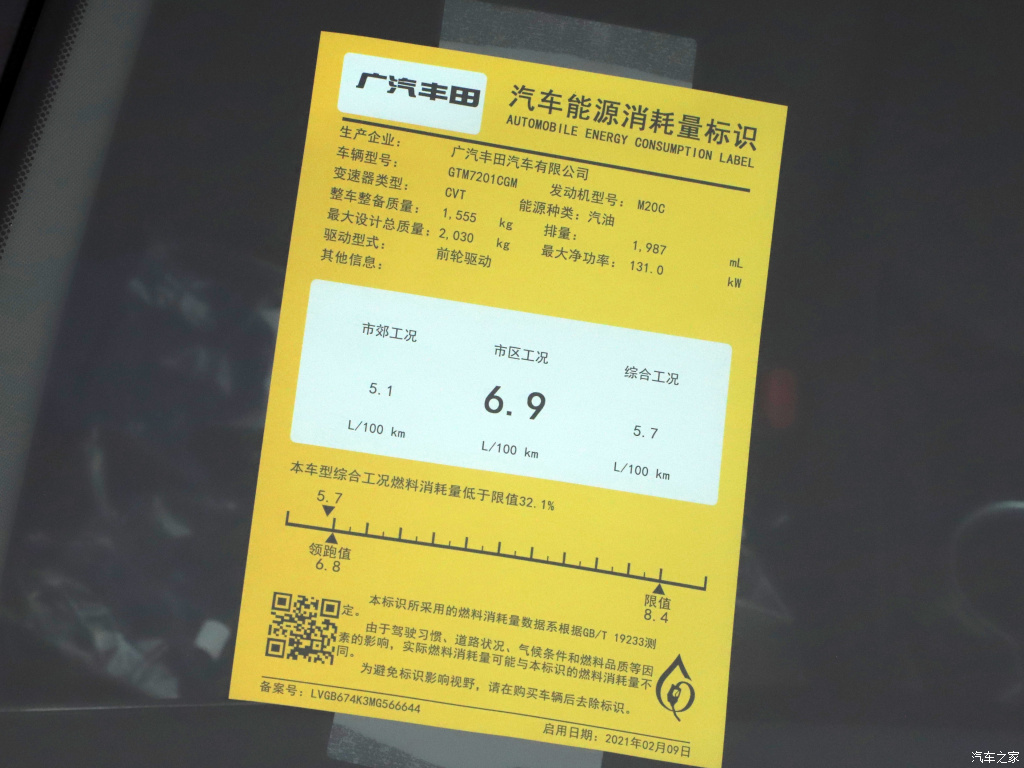 广汽丰田
汽车能源消耗量标识
AUTOMOBILE ENERGY CONSUMPTION LABEL
生产企业： 广汽丰田汽车有限公司
车辆型号： GTM7201CGM 发动机型号： M20C
变速器类型： CVT 能源种类： 汽油
整车整备质量： 1,555 kg 排量： 1,987 mL
最大设计总质量： 2,030 kg 最大净功率： 131.0 kW
驱动型式： 前轮驱动
其他信息：
市郊工况 市区工况 综合工况
5.1 6.9 5.7
L/100 km L/100 km L/100 km
本车型综合工况燃料消耗量低于限值32.1%
5.7
领跑值 限值
6.8 8.4
本标识所采用的燃料消耗量数据系根据GB/T 19233测
定。
由于驾驶习惯、道路状况、气候条件和燃料品质等因
素的影响，实际燃料消耗量可能与本标识的燃料消耗量不
同。
为避免标识影响视野，请在购买车辆后去除标识。
备案号：LVGB674K3MG566644 启用日期：2021年02月09日
汽车之家